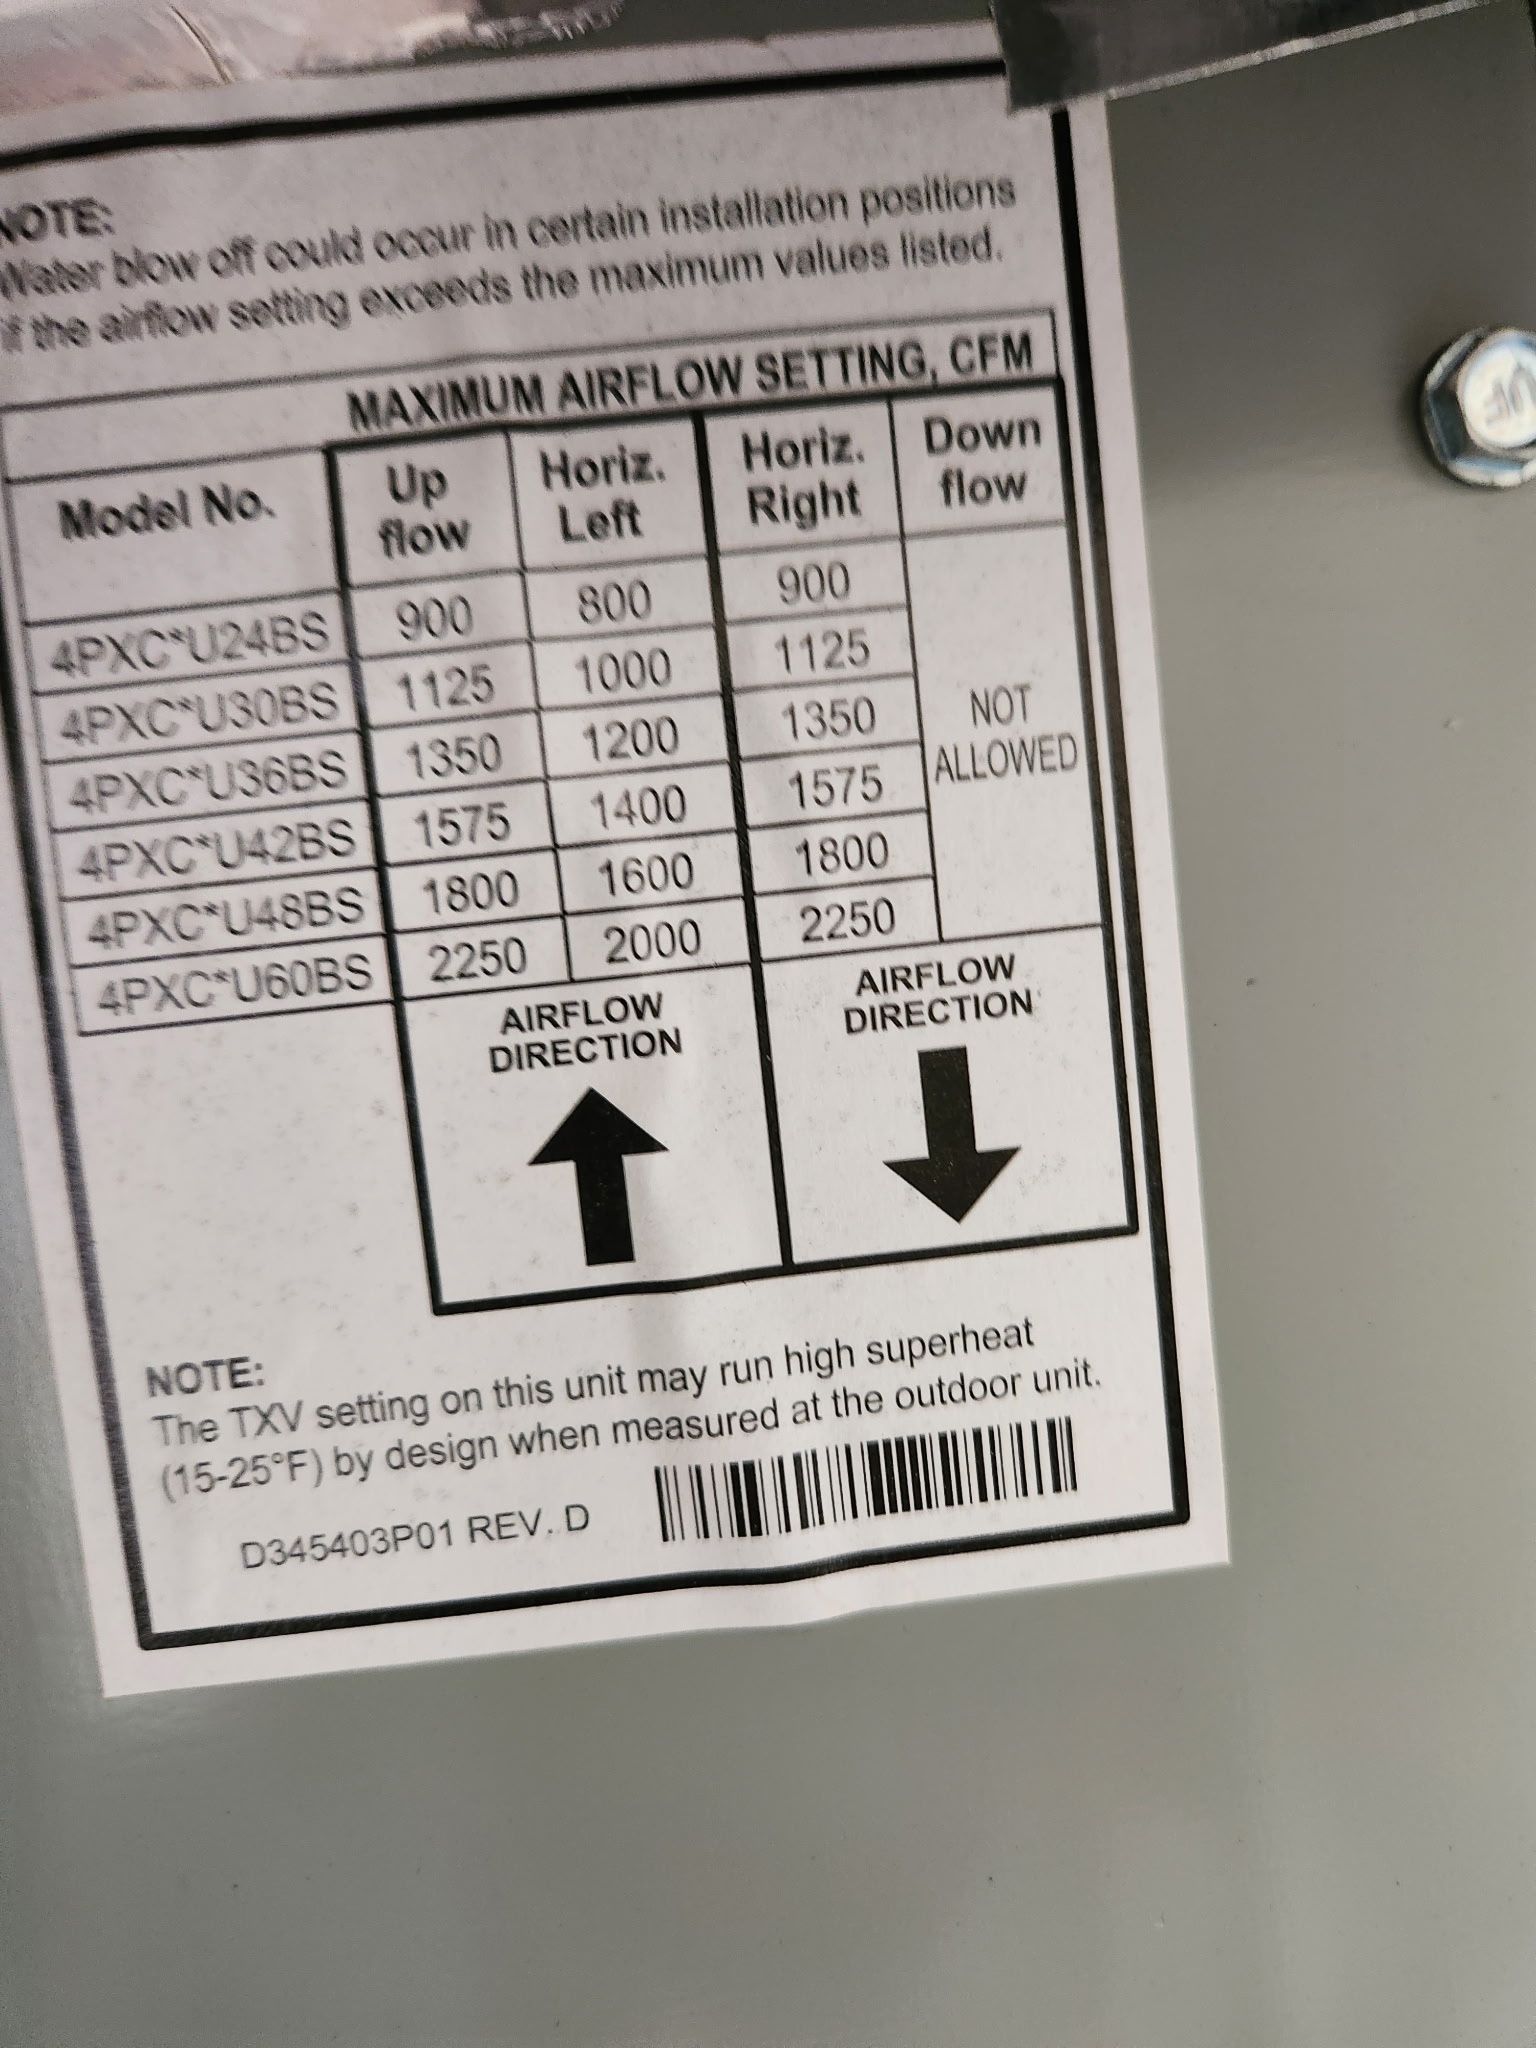 NOTE:
Water blow off could occur in certain installation positions
if the airflow setting exceeds the maximum values listed.
MAXIMUM AIRFLOW SETTING, CFM
Model No. Up flow Horiz. Left Horiz. Right Down flow
4PXC*U24BS 900 800 900
4PXC*U30BS 1125 1000 1125
4PXC*U36BS 1350 1200 1350
4PXC*U42BS 1575 1400 1575
4PXC*U48BS 1800 1600 1800
4PXC*U60BS 2250 2000 2250
NOT
ALLOWED
AIRFLOW
DIRECTION
AIRFLOW
DIRECTION
NOTE:
The TXV setting on this unit may run high superheat
(15-25°F) by design when measured at the outdoor unit.
D345403P01 REV. D